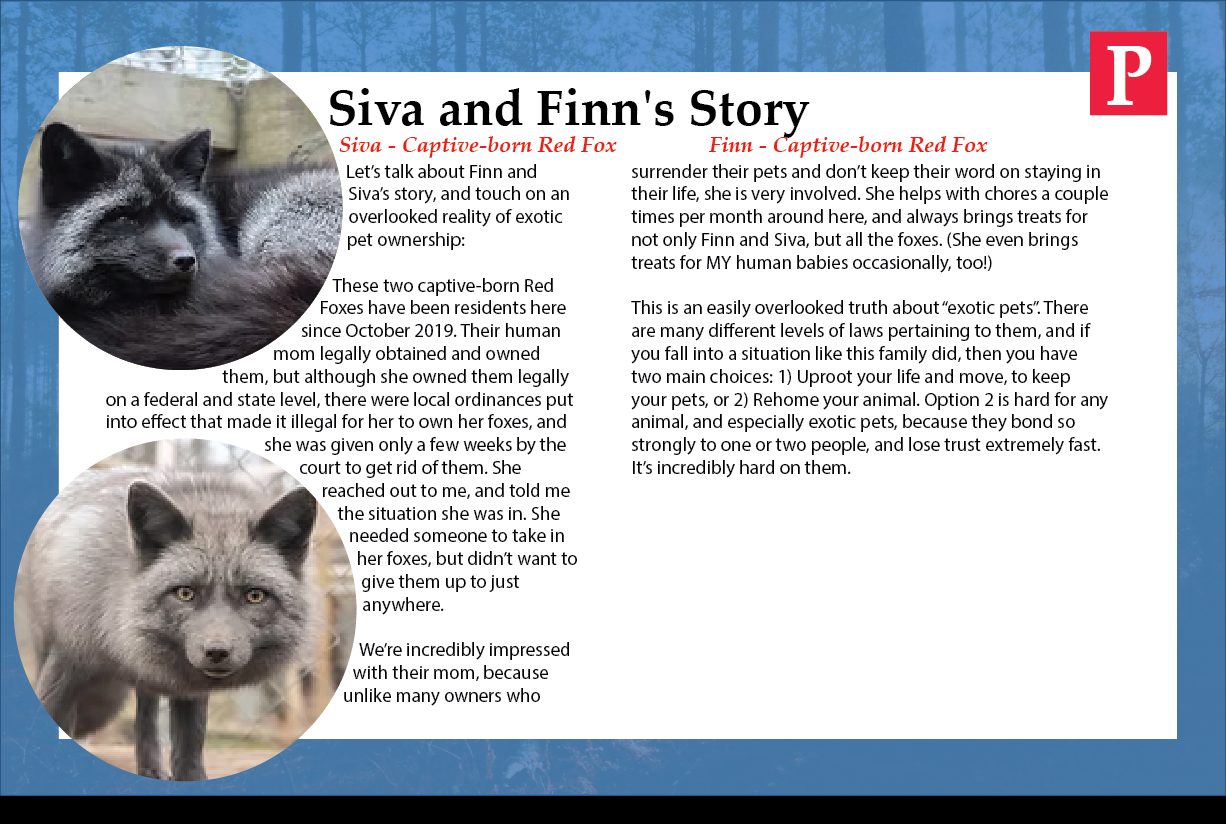 P
Siva and Finn's Story
Siva - Captive-born Red Fox
Finn - Captive-born Red Fox
Let’s talk about Finn and
Siva’s story, and touch on an
overlooked reality of exotic
pet ownership:
These two captive-born Red
Foxes have been residents here
since October 2019. Their human
mom legally obtained and owned
them, but although she owned them legally
on a federal and state level, there were local ordinances put
into effect that made it illegal for her to own her foxes, and
she was given only a few weeks by the
court to get rid of them. She
reached out to me, and told me
the situation she was in. She
needed someone to take in
her foxes, but didn’t want to
give them up to just
anywhere.
We’re incredibly impressed
with their mom, because
unlike many owners who
surrender their pets and don’t keep their word on staying in
their life, she is very involved. She helps with chores a couple
times per month around here, and always brings treats for
not only Finn and Siva, but all the foxes. (She even brings
treats for MY human babies occasionally, too!)
This is an easily overlooked truth about “exotic pets”. There
are many different levels of laws pertaining to them, and if
you fall into a situation like this family did, then you have
two main choices: 1) Uproot your life and move, to keep
your pets, or 2) Rehome your animal. Option 2 is hard for any
animal, and especially exotic pets, because they bond so
strongly to one or two people, and lose trust extremely fast.
It’s incredibly hard on them.